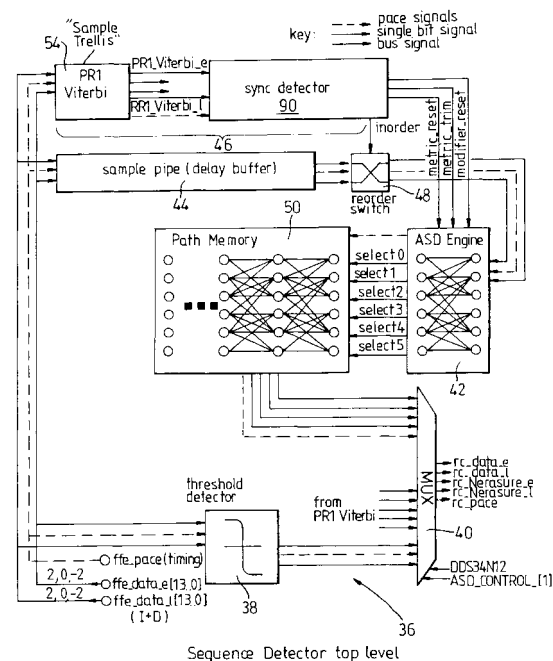 "Sample
Trellis"
54
PR1
Viterbi
PR1_Viterbi_e
RR1_Viterbi_l
sync detector
90
key:
pace signals
single bit signal
bus signal
46
inorder
metric_reset
metric_trim
modifier_reset
sample pipe (delay buffer)
44
48
reorder
switch
50
Path Memory
ASD Engine
select0
select1
select2
select3
select4
select5
42
threshold
detector
38
from
PR1 Viterbi
MUX
40
rc_data_e
rc_data_l
rc_Nerasure_e
rc_Nerasure_l
rc_pace
DDS34N12
ASD_CONTROL_[1]
ffe_pace(timing)
2,0,-2
ffe_data_e[13.0]
2,0,-2
ffe_data_l[13.0]
(I+D)
36
Sequence Detector top level